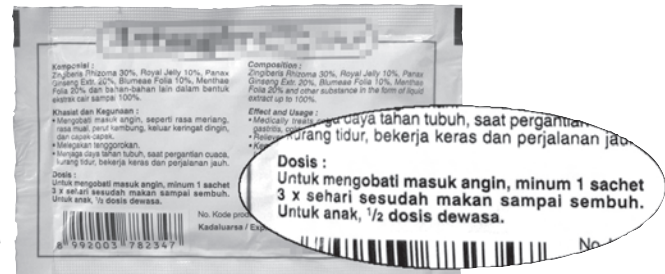 Komposisi :
Zingiberis Rhizoma 30%, Royal Jelly 10%, Panax
Ginseng Extr. 20%, Blumeae Folia 10%, Menthae
Folia 20% dan bahan-bahan lain dalam bentuk
ekstrak cair sampai 100%.
Khasiat dan Kegunaan :
• Mengobati masuk angin, seperti rasa meriang,
rasa mual, perut kembung, keluar keringat dingin,
dan capek-capek.
• Melegakan tenggorokan.
• Menjaga daya tahan tubuh, saat pergantian cuaca,
kurang tidur, bekerja keras dan perjalanan jauh.
Dosis :
Untuk mengobati masuk angin, minum 1 sachet
3 x sehari sesudah makan sampai sembuh.
Untuk anak, 1/2 dosis dewasa.
8 992003 782347
Composition :
Zingiberis Rhizoma 30%, Royal Jelly 10%, Panax
Ginseng Extr. 20%, Blumeae Folia 10%, Menthae
Folia 20% and other substance in the form of liquid
extract up to 100%.
Effect and Usage :
• Medically treats
gastritis,
No. Kode
Kadaluarsa /
daya tahan tubuh, saat
kurang tidur, bekerja keras dan perjalanan
Dosis :
Untuk mengobati masuk angin, minum 1 sachet
3 x sehari sesudah makan sampai sembuh.
Untuk anak, 1/2 dosis dewasa.